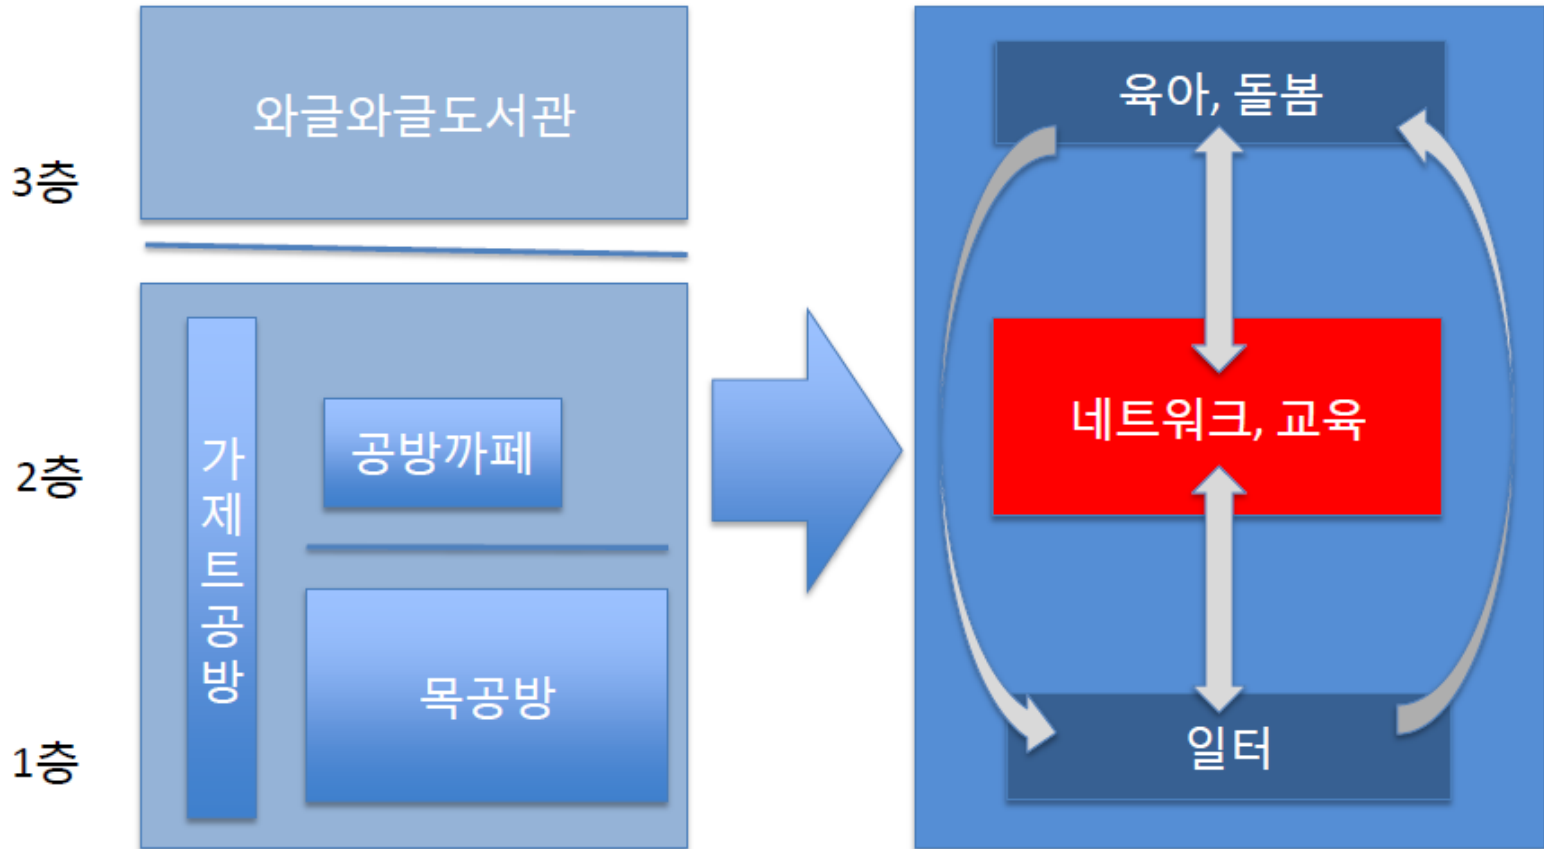 와글와글도서관
3층
가제트공방
공방까페
2층
목공방
1층
육아, 돌봄
네트워크, 교육
일터